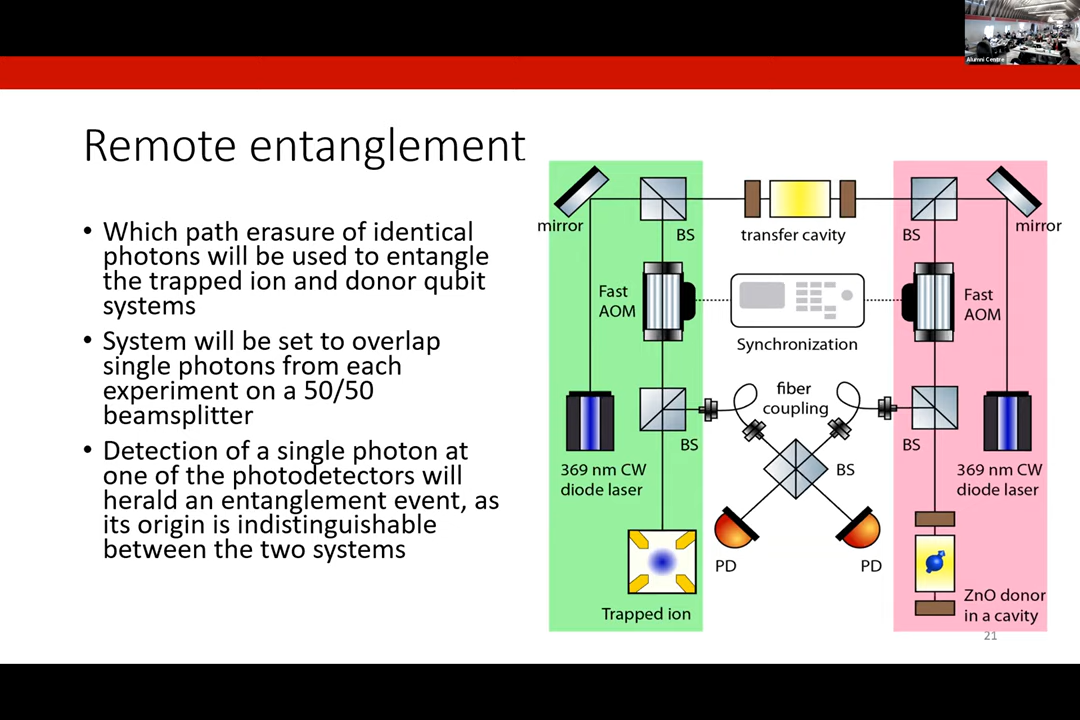 Alumni Centre
Remote entanglement
• Which path erasure of identical
photons will be used to entangle
the trapped ion and donor qubit
systems
• System will be set to overlap
single photons from each
experiment on a 50/50
beamsplitter
• Detection of a single photon at
one of the photodetectors will
herald an entanglement event, as
its origin is indistinguishable
between the two systems
mirror
BS
transfer cavity
BS
mirror
Fast
AOM
Synchronization
Fast
AOM
fiber
coupling
BS
BS
BS
369 nm CW
diode laser
369 nm CW
diode laser
PD
PD
Trapped ion
ZnO donor
in a cavity
21